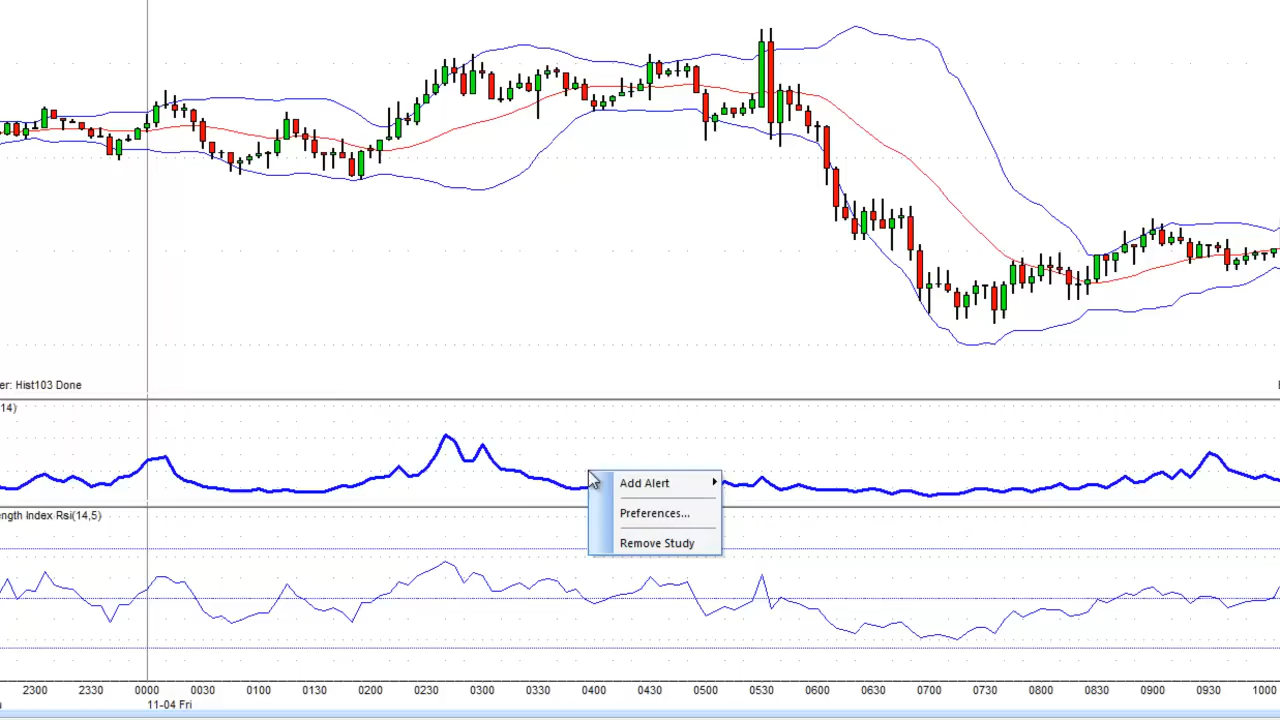 er: Hist103 Done
14)
Add Alert
Preferences...
Remove Study
ength Index Rsi(14,5)
2300 2330 0000 0030 0100 0130 0200 0230 0300 0330 0400 0430 0500 0530 0600 0630 0700 0730 0800 0830 0900 0930 1000
11-04 Fri